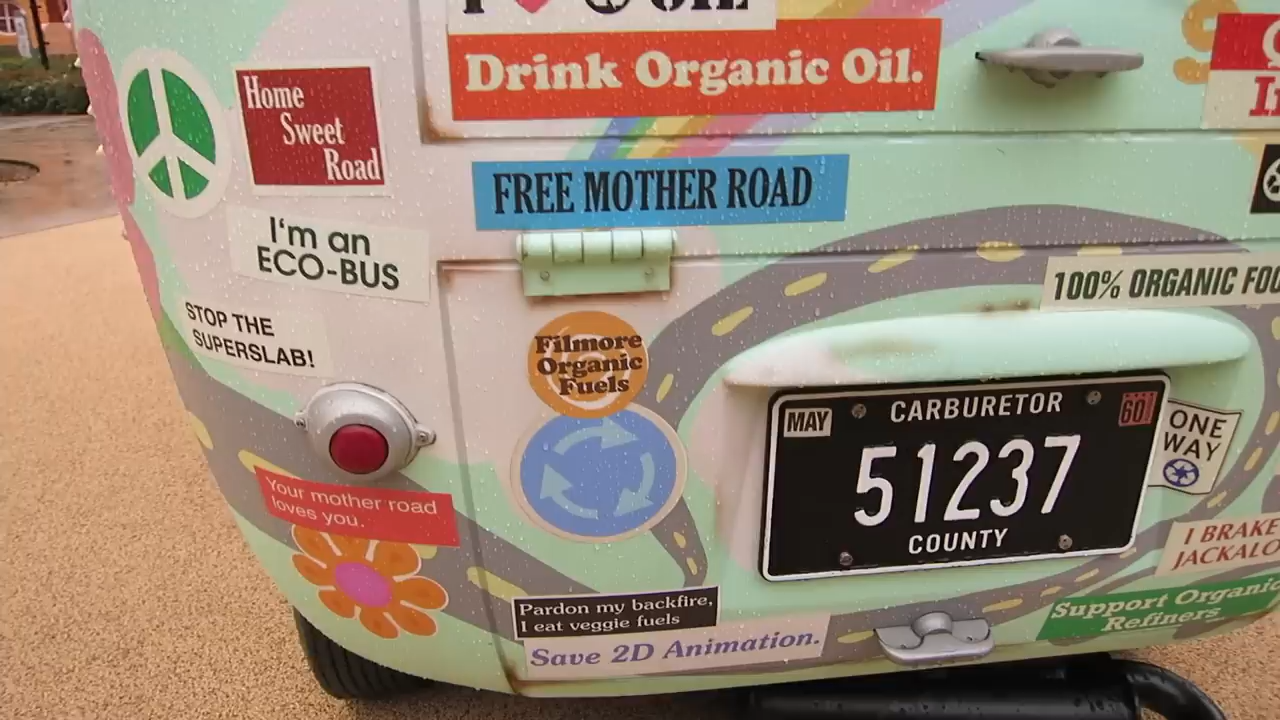 I
OIL
Drink Organic Oil.
Home
Sweet
Road
FREE MOTHER ROAD
I'm an
ECO-BUS
100% ORGANIC
STOP THE
SUPERSLAB!
Filmore
Organic
Fuels
MAY
CARBURETOR
60
51237
COUNTY
ONE
WAY
Your mother road
loves you.
I BRAKE
Pardon my backfire,
I eat veggie fuels
Save 2D Animation.
Support Organic
Refiners